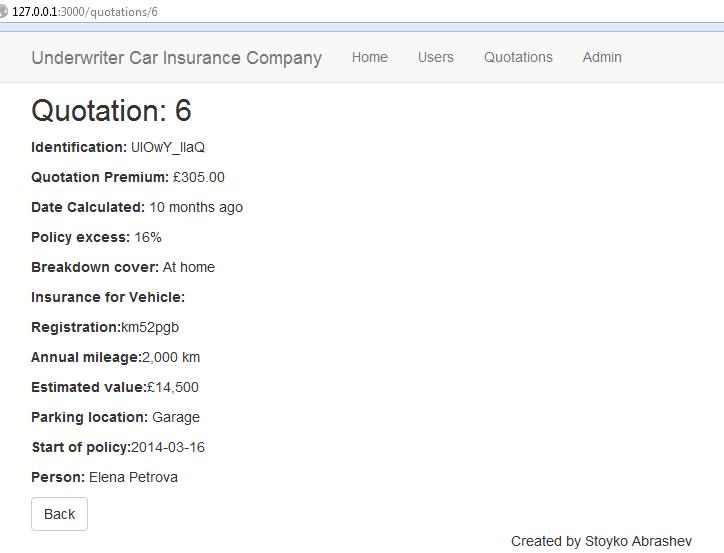 127.0.0.1:3000/quotations/6
Underwriter Car Insurance Company Home Users Quotations Admin
Quotation: 6
Identification: UlOwY_IlaQ
Quotation Premium: £305.00
Date Calculated: 10 months ago
Policy excess: 16%
Breakdown cover: At home
Insurance for Vehicle:
Registration:km52pgb
Annual mileage:2,000 km
Estimated value:£14,500
Parking location: Garage
Start of policy:2014-03-16
Person: Elena Petrova
Back
Created by Stoyko Abrashev